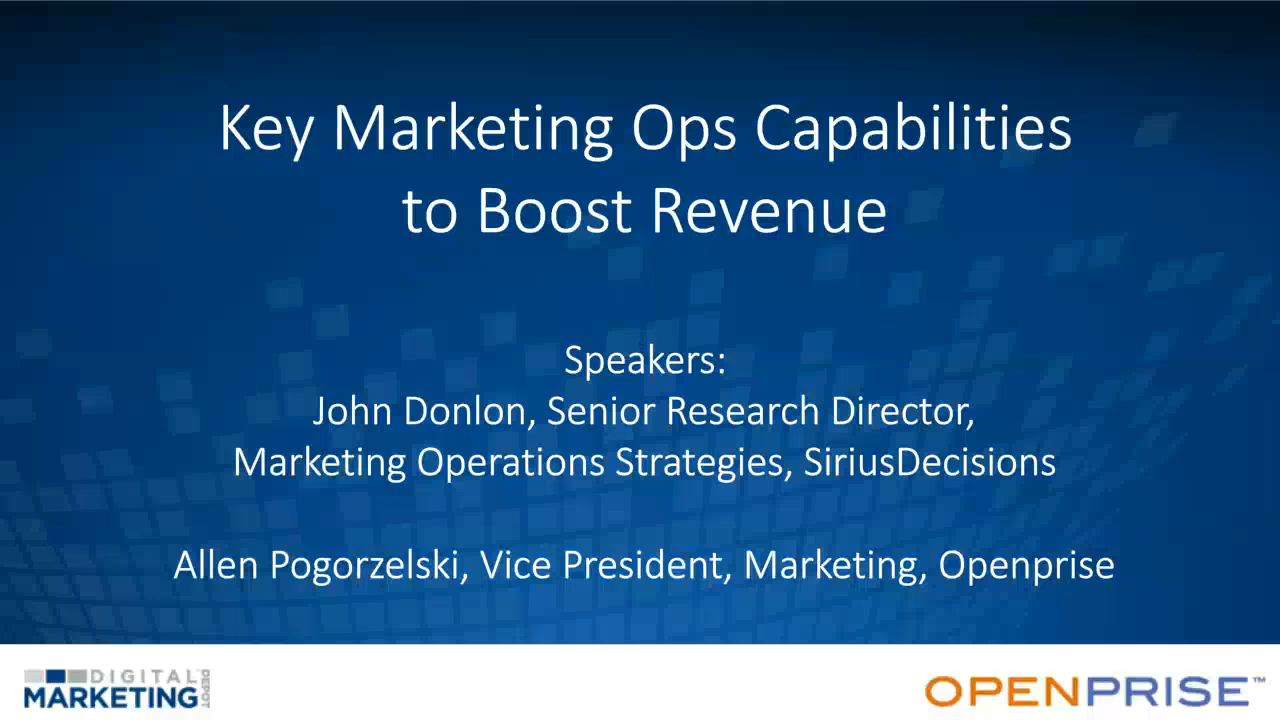 Key Marketing Ops Capabilities
to Boost Revenue
Speakers:
John Donlon, Senior Research Director,
Marketing Operations Strategies, SiriusDecisions
Allen Pogorzelski, Vice President, Marketing, Openprise
DIGITAL
MARKETING
DEPOT
OPENPRISE™